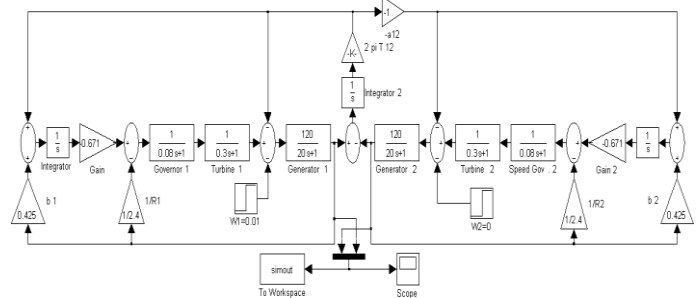 -1
-a12
-K-
2 pi T 12
1
s
Integrator 2
+
+
1
s
Integrator
-0.671
Gain
+
-
1
0.08 s+1
Governor 1
1
0.3s+1
Turbine 1
-
+
-
120
20s+1
Generator 1
+
-
120
20s+1
Generator 2
-
+
-
1
0.3s+1
Turbine 2
1
0.08s+1
Speed Gov . 2
-
+
-0.671
Gain 2
1
s
+
+
0.425
b 1
1/2.4
1/R1
W1=0.01
W2=0
1/2.4
1/R2
0.425
b 2
simout
To Workspace
Scope